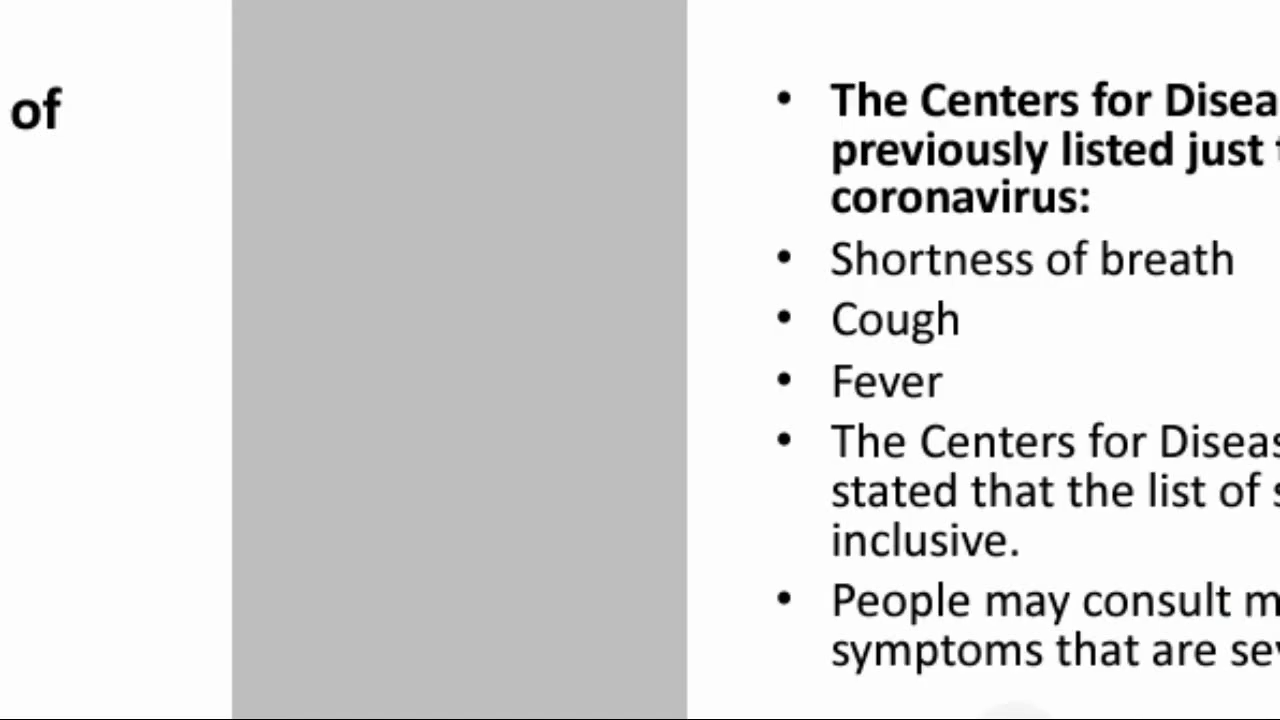 of
• The Centers for Disea
previously listed just
coronavirus:
• Shortness of breath
• Cough
• Fever
• The Centers for Diseas
stated that the list of s
inclusive.
• People may consult m
symptoms that are sev